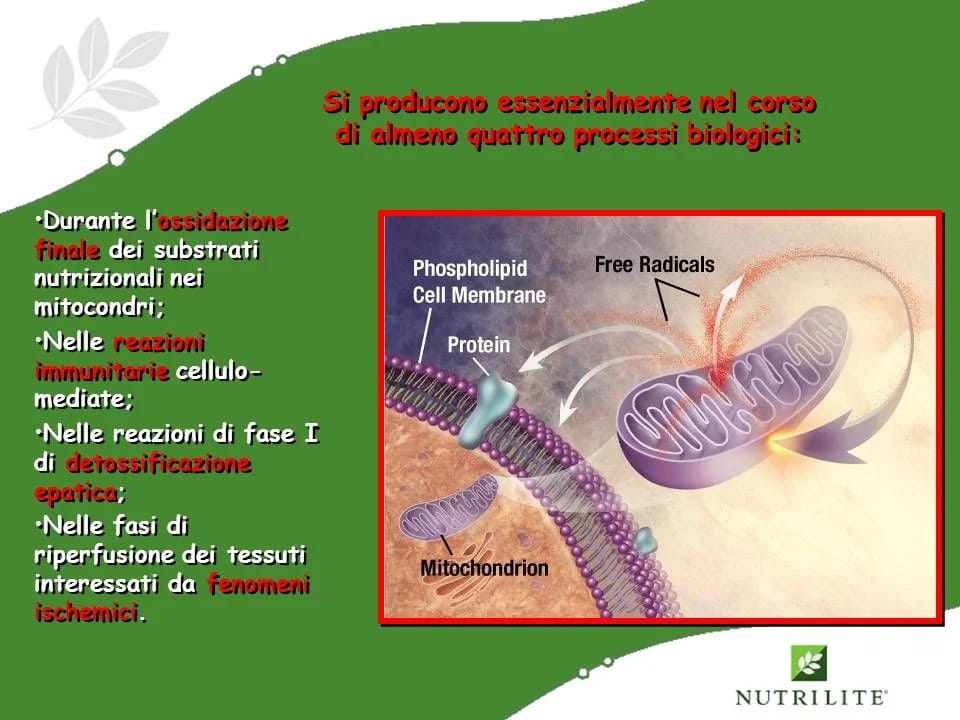 Si producono essenzialmente nel corso
di almeno quattro processi biologici:
•Durante l'ossidazione
finale dei substrati
nutrizionali nei
mitocondri;
•Nelle reazioni
immunitarie cellulo-
mediate;
•Nelle reazioni di fase I
di detossificazione
epatica;
•Nelle fasi di
riperfusione dei tessuti
interessati da fenomeni
ischemici.
Phospholipid
Cell Membrane
Free Radicals
Protein
Mitochondrion
NUTRILITE®